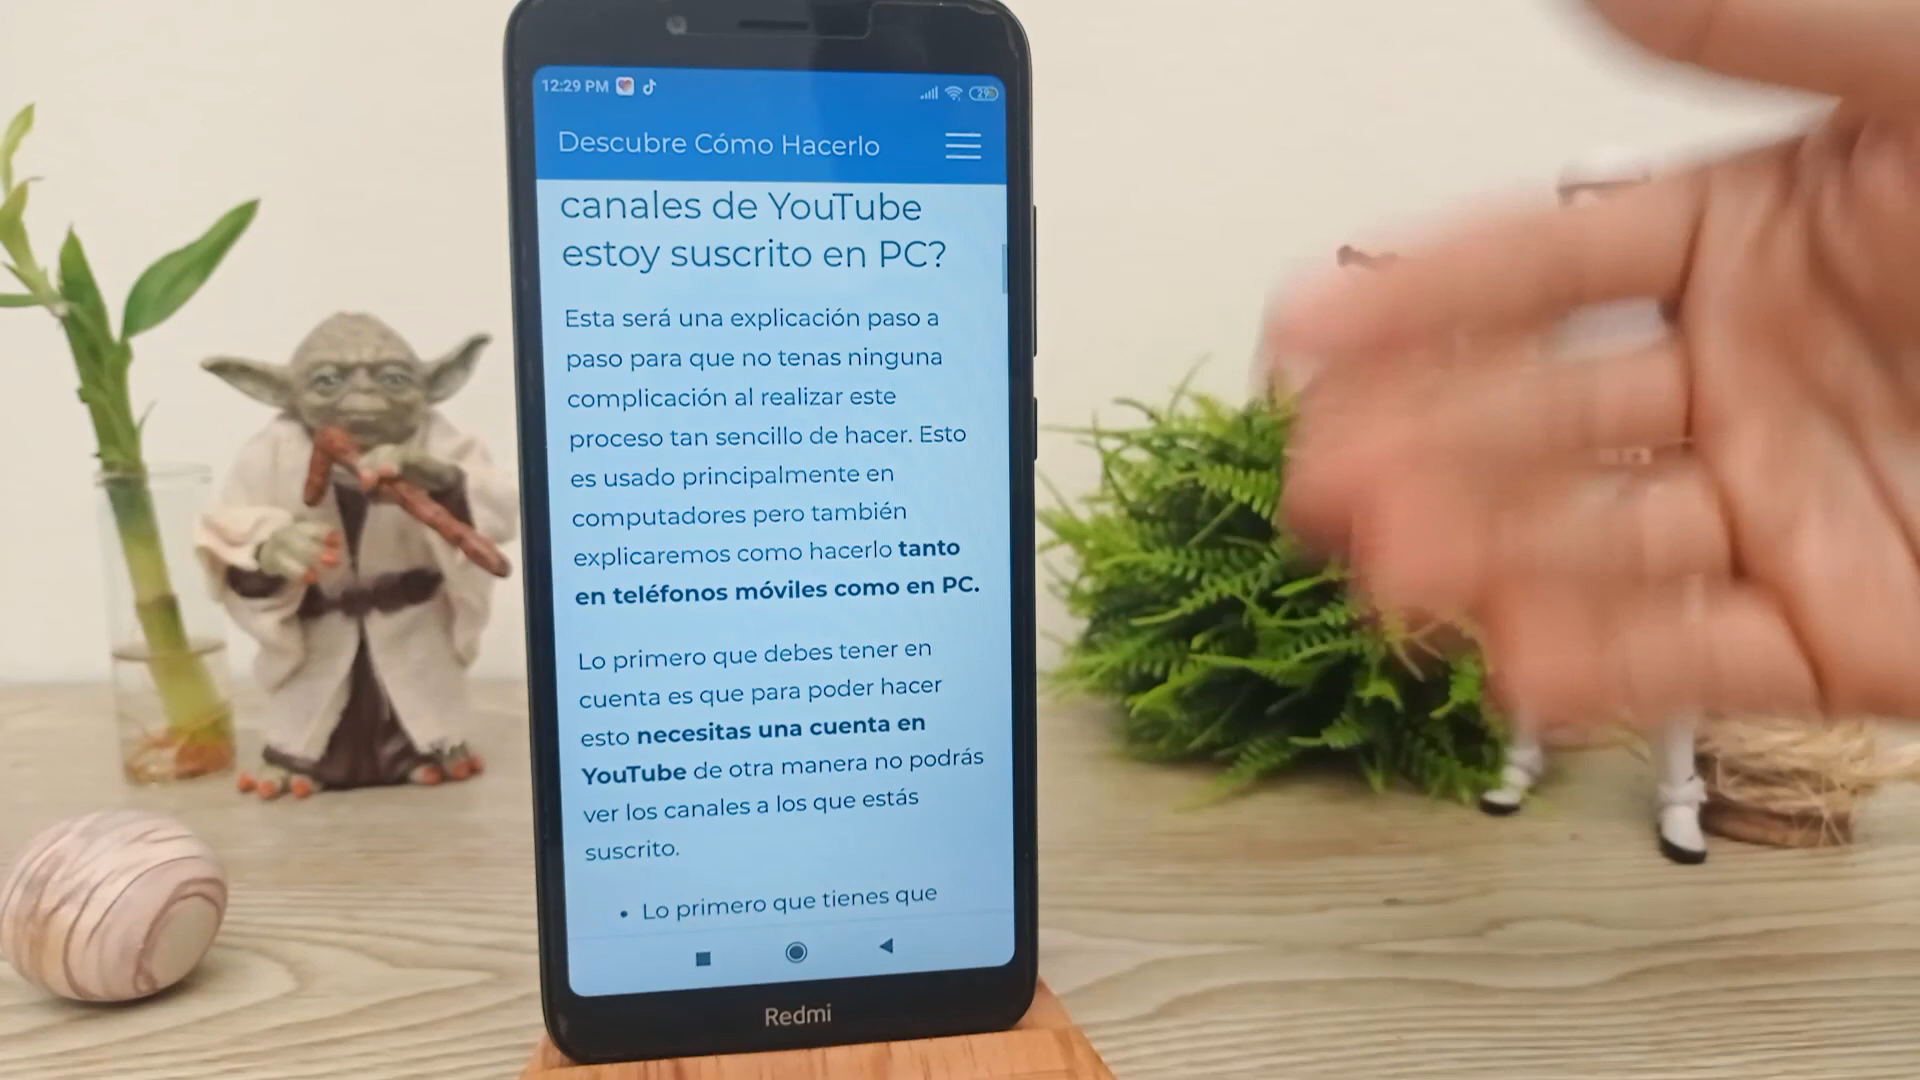 12:29 PM
29
Descubre Cómo Hacerlo
canales de YouTube
estoy suscrito en PC?
Esta será una explicación paso a
paso para que no tenas ninguna
complicación al realizar este
proceso tan sencillo de hacer. Esto
es usado principalmente en
computadores pero también
explicaremos como hacerlo tanto
en teléfonos móviles como en PC.
Lo primero que debes tener en
cuenta es que para poder hacer
esto necesitas una cuenta en
YouTube de otra manera no podrás
ver los canales a los que estás
suscrito.
• Lo primero que tienes que
Redmi